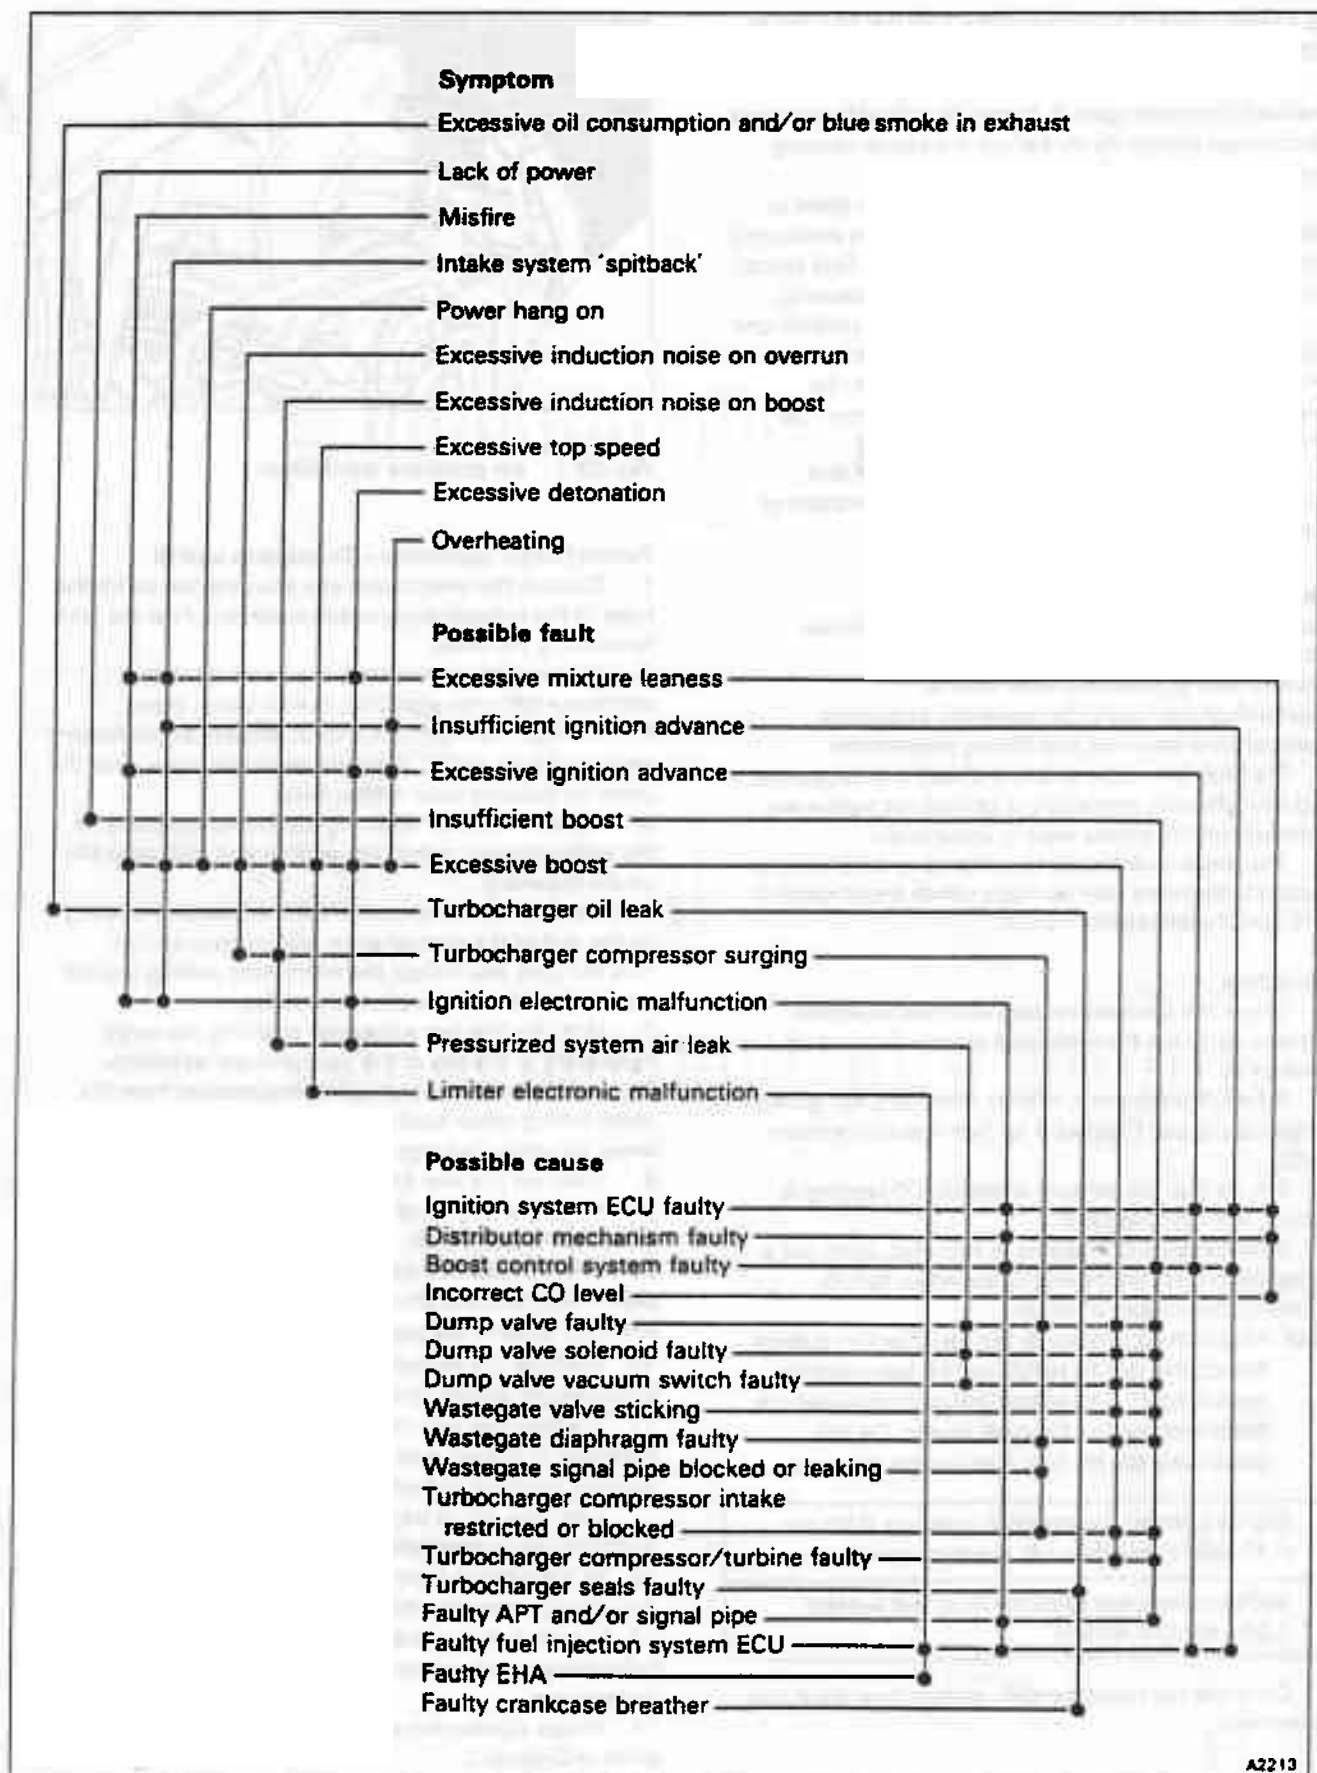 Symptom
Excessive oil consumption and/or blue smoke in exhaust
Lack of power
Misfire
Intake system ‘spitback’
Power hang on
Excessive induction noise on overrun
Excessive induction noise on boost
Excessive top speed
Excessive detonation
Overheating
Possible fault
Excessive mixture leaness
Insufficient ignition advance
Excessive ignition advance
Insufficient boost
Excessive boost
Turbocharger oil leak
Turbocharger compressor surging
Ignition electronic malfunction
Pressurized system air leak
Limiter electronic malfunction
Possible cause
Ignition system ECU faulty
Distributor mechanism faulty
Boost control system faulty
Incorrect CO level
Dump valve faulty
Dump valve solenoid faulty
Dump valve vacuum switch faulty
Wastegate valve sticking
Wastegate diaphragm faulty
Wastegate signal pipe blocked or leaking
Turbocharger compressor intake
restricted or blocked
Turbocharger compressor/turbine faulty
Turbocharger seals faulty
Faulty APT and/or signal pipe
Faulty fuel injection system ECU
Faulty EHA
Faulty crankcase breather
A2213